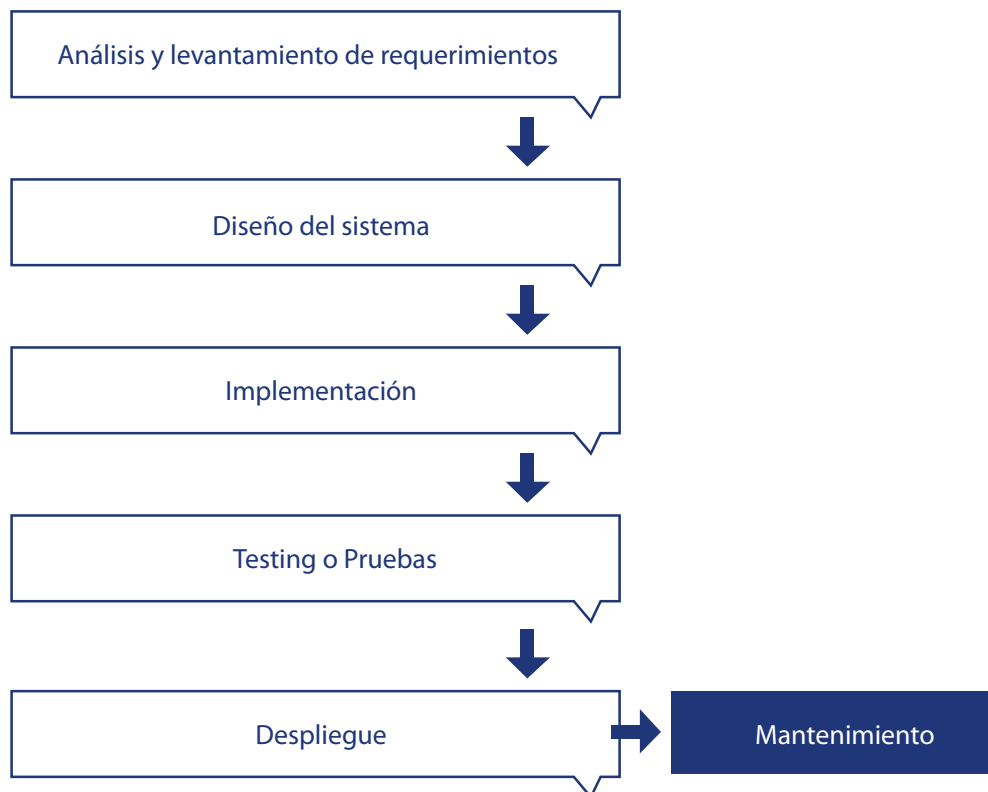 Análisis y levantamiento de requerimientos
Diseño del sistema
Implementación
Testing o Pruebas
Despliegue
Mantenimiento